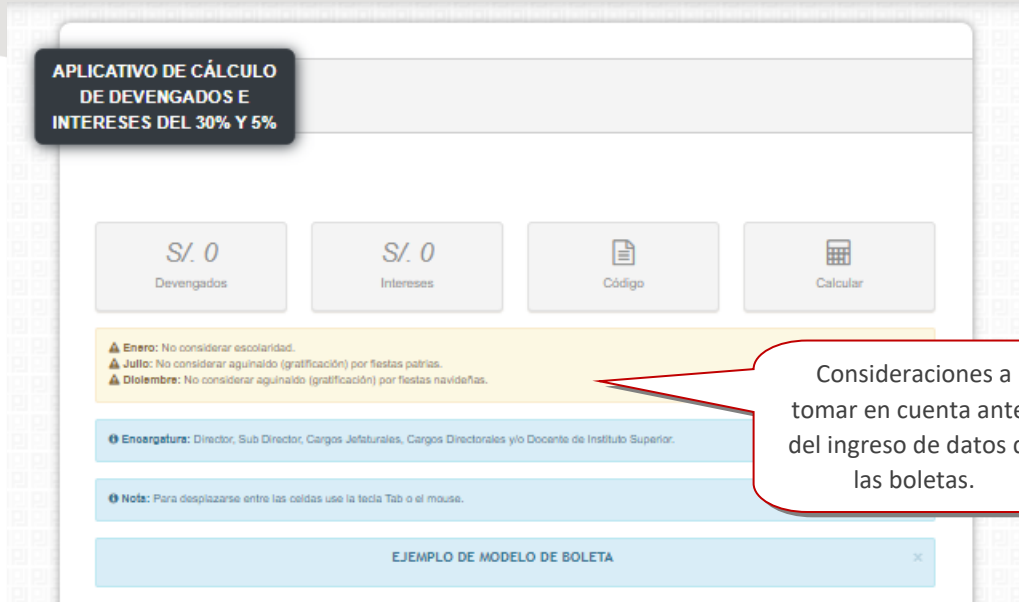 APLICATIVO DE CÁLCULO
DE DEVENGADOS E
INTERESES DEL 30% Y 5%
S/. 0
Devengados
S/. 0
Intereses
Código
Calcular
Enero: No considerar escolaridad.
Julio: No considerar aguinaldo (gratificación) por fiestas patrias.
Diciembre: No considerar aguinaldo (gratificación) por fiestas navideñas.
Consideraciones a
tomar en cuenta ante
del ingreso de datos
las boletas.
Encargatura: Director, Sub Director, Cargos Jefaturales, Cargos Directorales y/o Docente de Instituto Superior.
Nota: Para desplazarse entre las celdas use la tecla Tab o el mouse.
EJEMPLO DE MODELO DE BOLETA ×